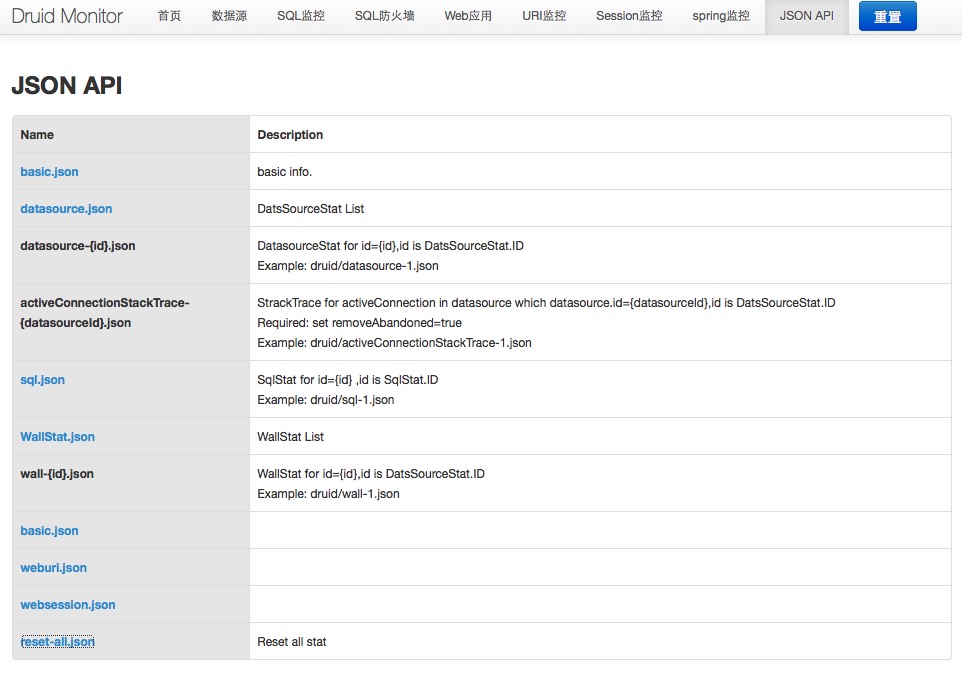 Druid Monitor 首页 数据源 SQL监控 SQL防火墙 Web应用 URI监控 Session监控 spring监控 JSON API 重置
JSON API
Name Description
basic.json basic info.
datasource.json DatsSourceStat List
datasource-{id}.json DatasourceStat for id={id},id is DatsSourceStat.ID
Example: druid/datasource-1.json
activeConnectionStackTrace- StrackTrace for activeConnection in datasource which datasource.id={datasourceId},id is DatsSourceStat.ID
{datasourceId}.json Required: set removeAbandoned=true
Example: druid/activeConnectionStackTrace-1.json
sql.json SqlStat for id={id} ,id is SqlStat.ID
Example: druid/sql-1.json
WallStat.json WallStat List
wall-{id}.json WallStat for id={id},id is DatsSourceStat.ID
Example: druid/wall-1.json
basic.json
weburi.json
websession.json
reset-all.json Reset all stat